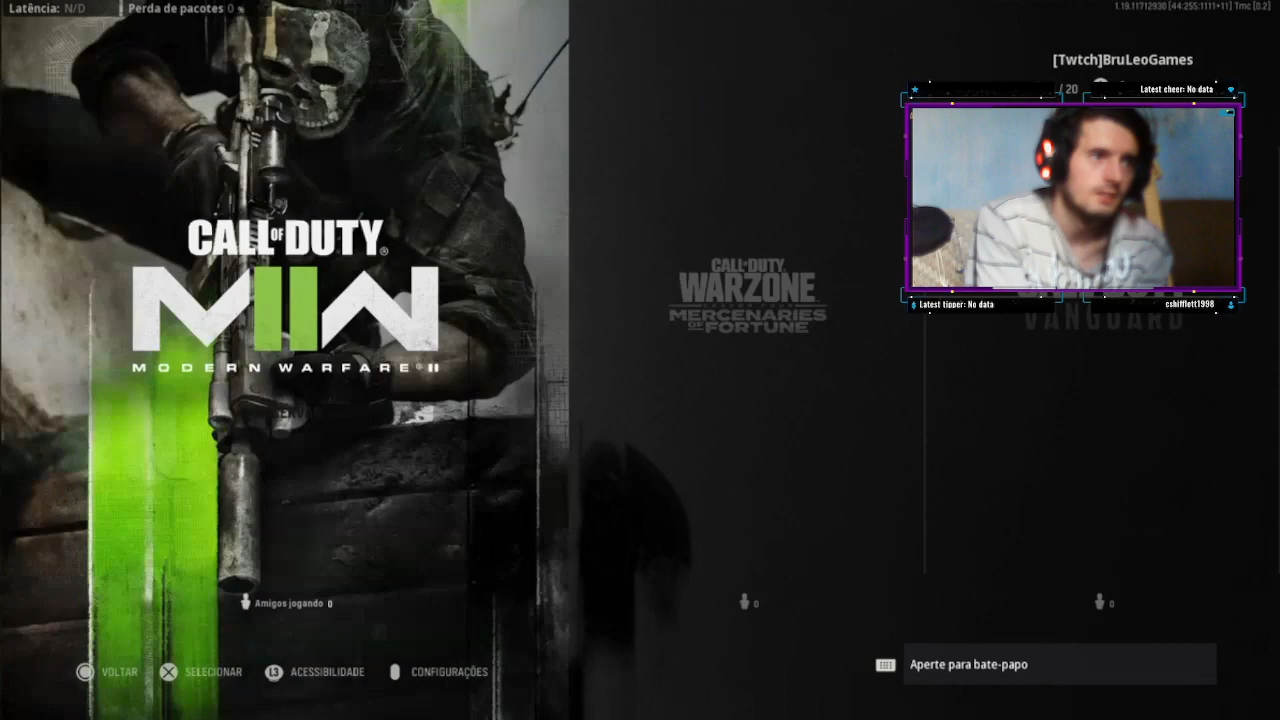 Latência: N/D
Perda de pacotes 0
1.19.11712930 [44:255:1111+11] Tmc [0.2]
[Twtch]BruLeoGames
/ 20
Latest cheer: No data
Latest tipper: No data
cshifflett1998
CALL OF DUTY
MIIW
MODERN WARFARE II
CALL OF DUTY
WARZONE
MERCENARIES
OF FORTUNE
VANGUARD
Amigos jogando 0
0
0
VOLTAR
SELECIONAR
L3 ACESSIBILIDADE
CONFIGURAÇÕES
Aperte para bate-papo